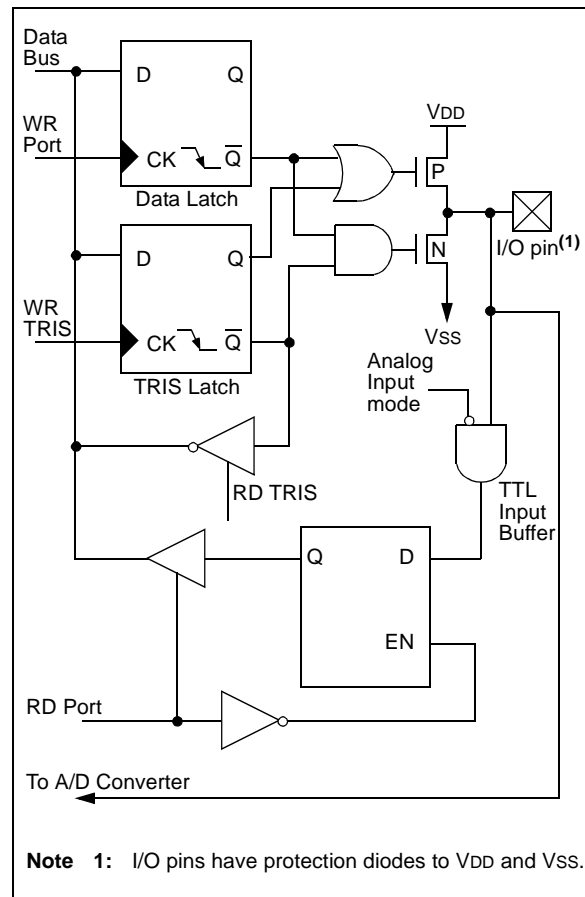 Data
Bus
D Q
VDD
WR
Port
CK Q
P
Data Latch
I/O pin(1)
N
D Q
WR
TRIS
CK Q
VSS
TRIS Latch
Analog
Input
mode
RD TRIS
TTL
Input
Buffer
Q D
EN
RD Port
To A/D Converter
Note 1: I/O pins have protection diodes to VDD and VSS.